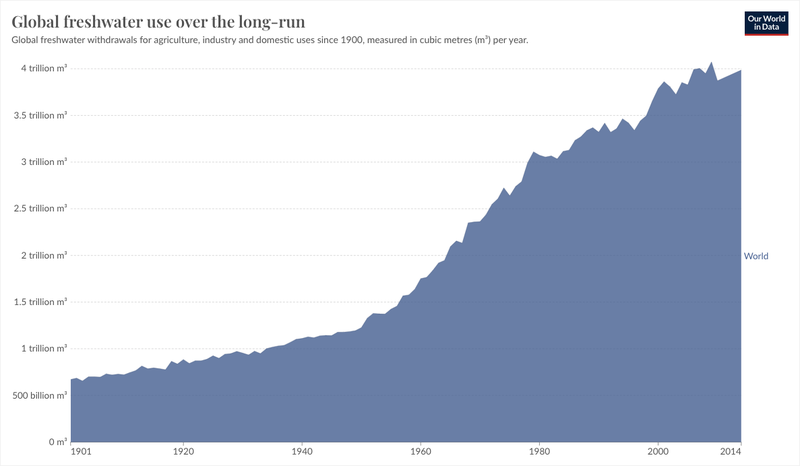 Global freshwater use over the long-run
Global freshwater withdrawals for agriculture, industry and domestic uses since 1900, measured in cubic metres (m³) per year.
Our World
in Data
4 trillion m³
3.5 trillion m³
3 trillion m³
2.5 trillion m³
2 trillion m³
1.5 trillion m³
1 trillion m³
500 billion m³
0 m³
World
1901 1920 1940 1960 1980 2000 2014